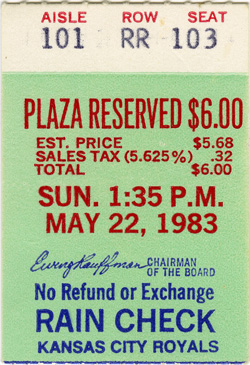 AISLE ROW SEAT
101 RR 103
PLAZA RESERVED $6.00
EST. PRICE $5.68
SALES TAX (5.625%) .32
TOTAL $6.00
SUN. 1:35 P.M.
MAY 22, 1983
Ewing Kauffman CHAIRMAN
OF THE BOARD
No Refund or Exchange
RAIN CHECK
KANSAS CITY ROYALS